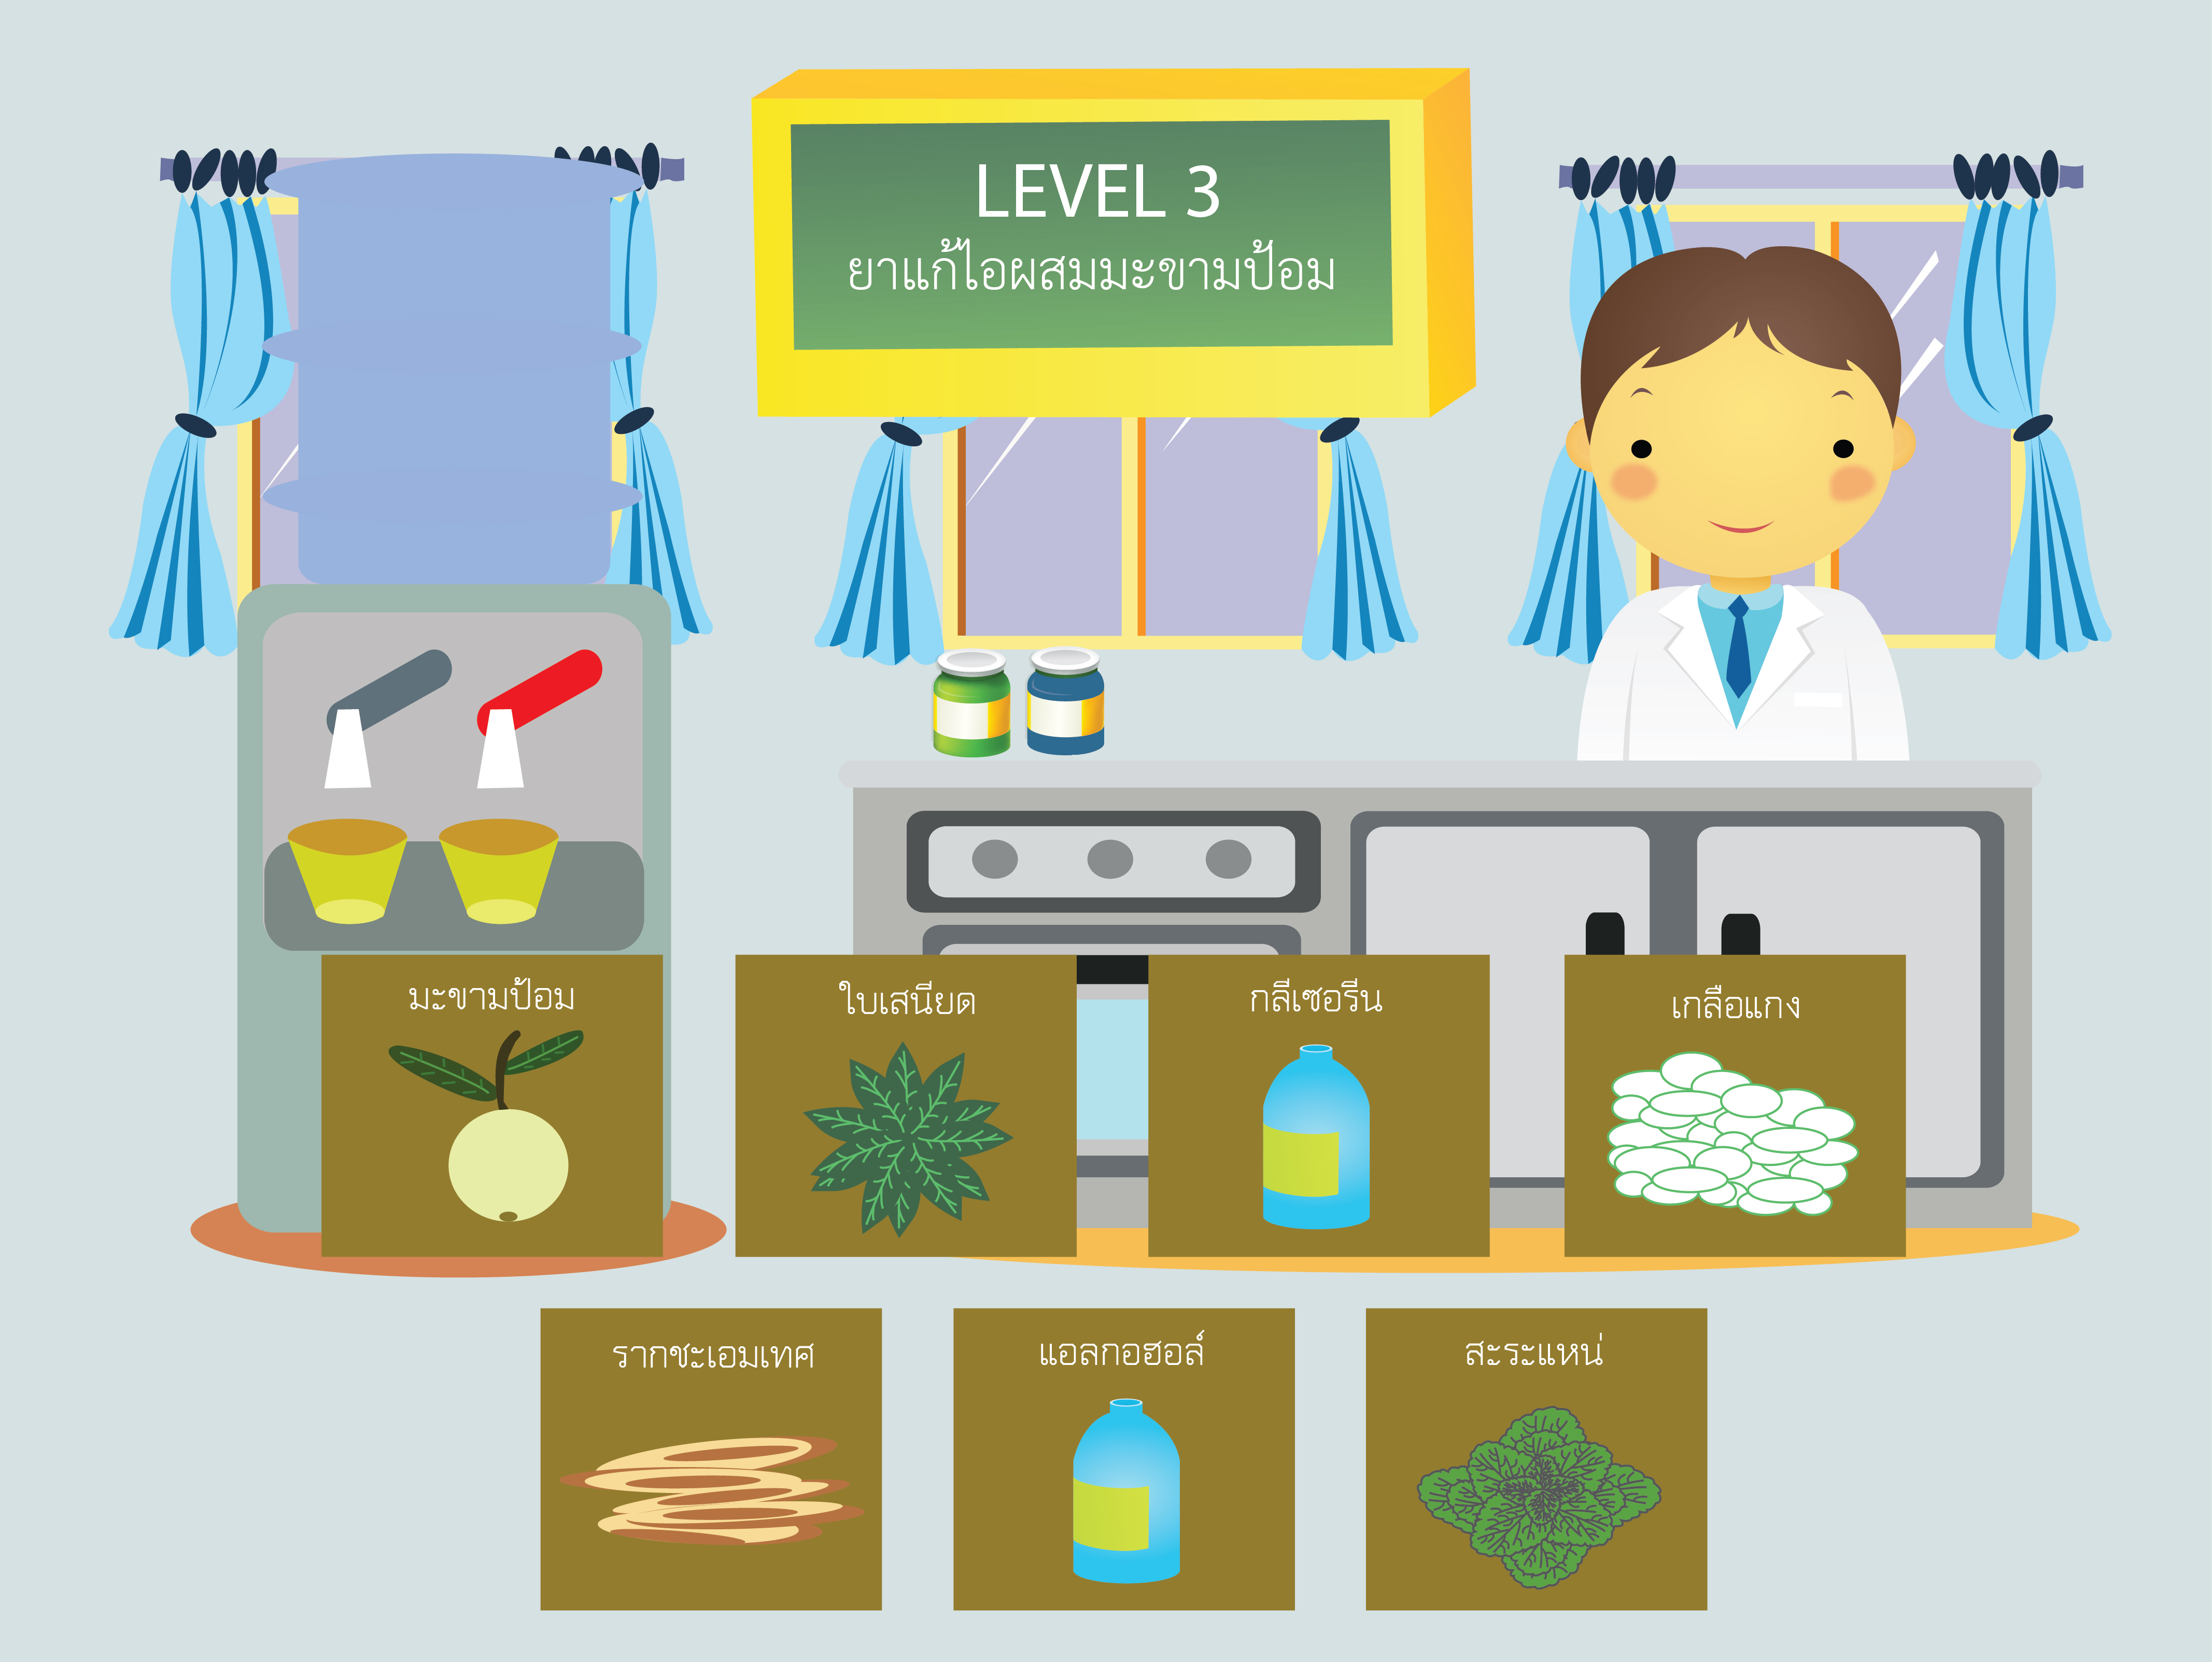 LEVEL 3
ยาแก้ไอผสมมะขามป้อม
มะขามป้อม
ใบเสนียด
กลีเซอรีน
เกลือแกง
รากชะเอมเทศ
แอลกอฮอล์
สะระแหน่